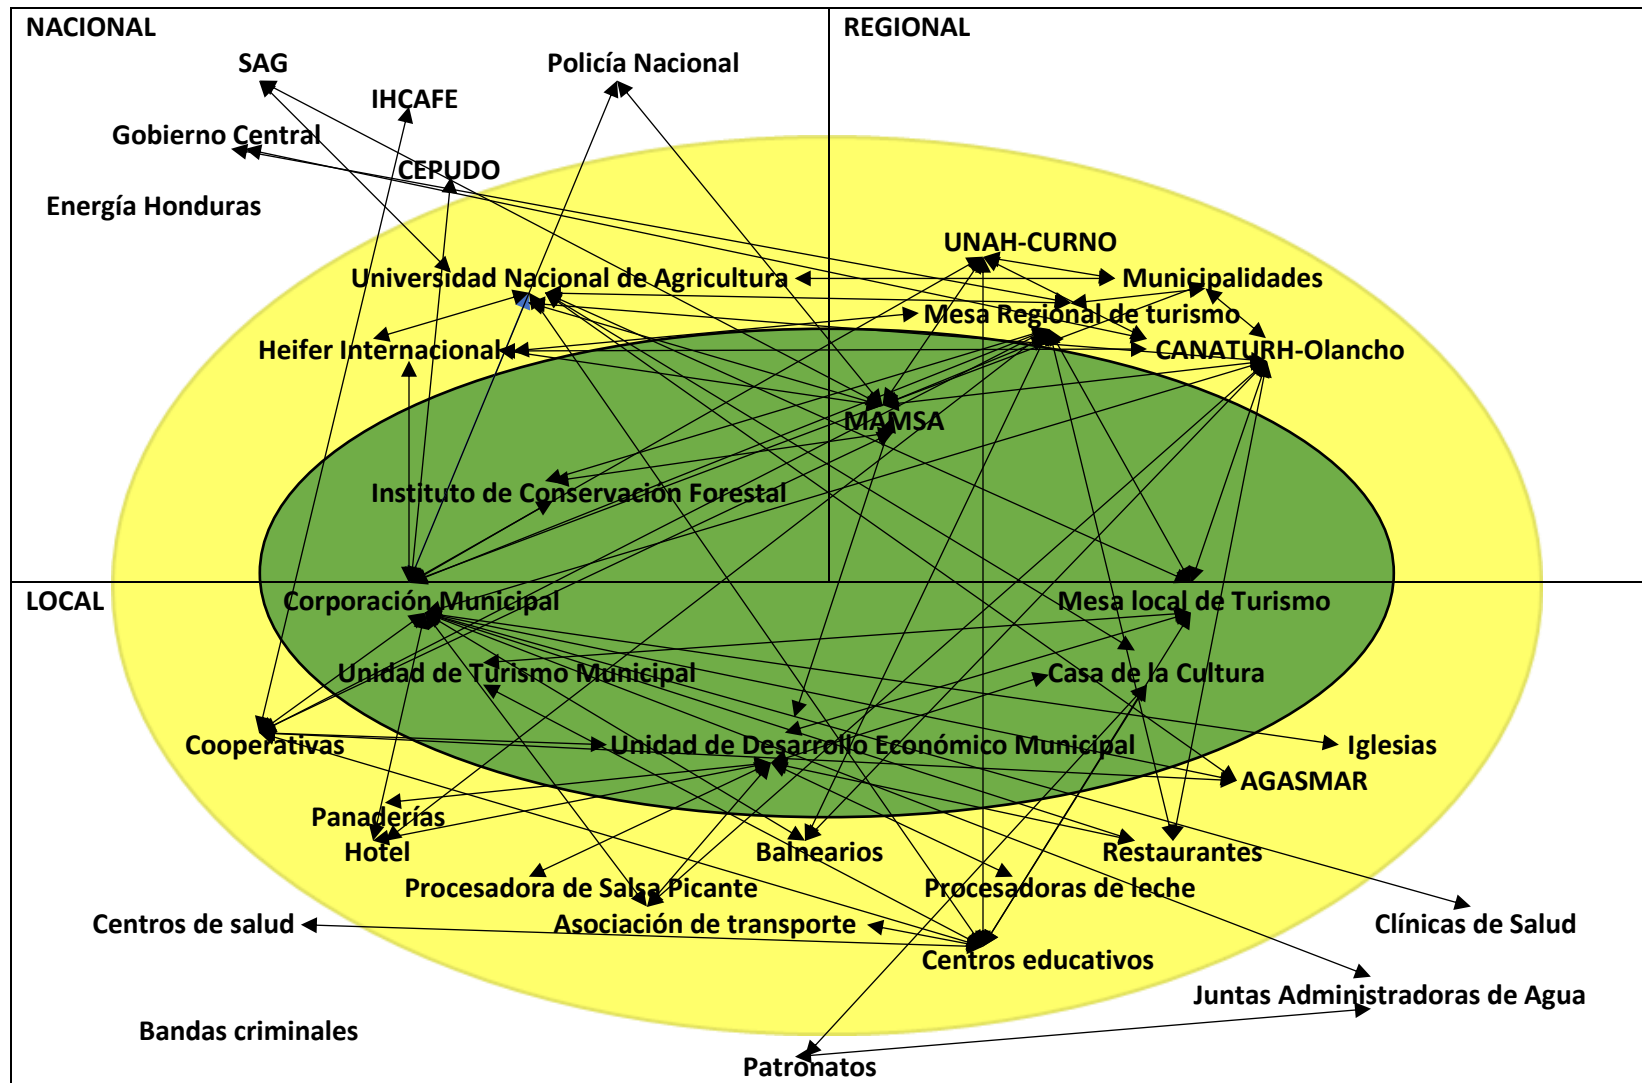 NACIONAL
REGIONAL
SAG
Policía Nacional
IHCAFE
Gobierno Central
CEPUDO
Energía Honduras
UNAH-CURNO
Universidad Nacional de Agricultura
Municipalidades
Mesa Regional de turismo
Heifer Internacional
CANATURH-Olancho
MAMSA
Instituto de Conservación Forestal
LOCAL
Corporación Municipal
Mesa local de Turismo
Unidad de Turismo Municipal
Casa de la Cultura
Cooperativas
Unidad de Desarrollo Económico Municipal
Iglesias
AGASMAR
Panaderías
Hotel
Balnearios
Restaurantes
Procesadora de Salsa Picante
Procesadoras de leche
Centros de salud
Asociación de transporte
Clínicas de Salud
Centros educativos
Juntas Administradoras de Agua
Bandas criminales
Patronatos